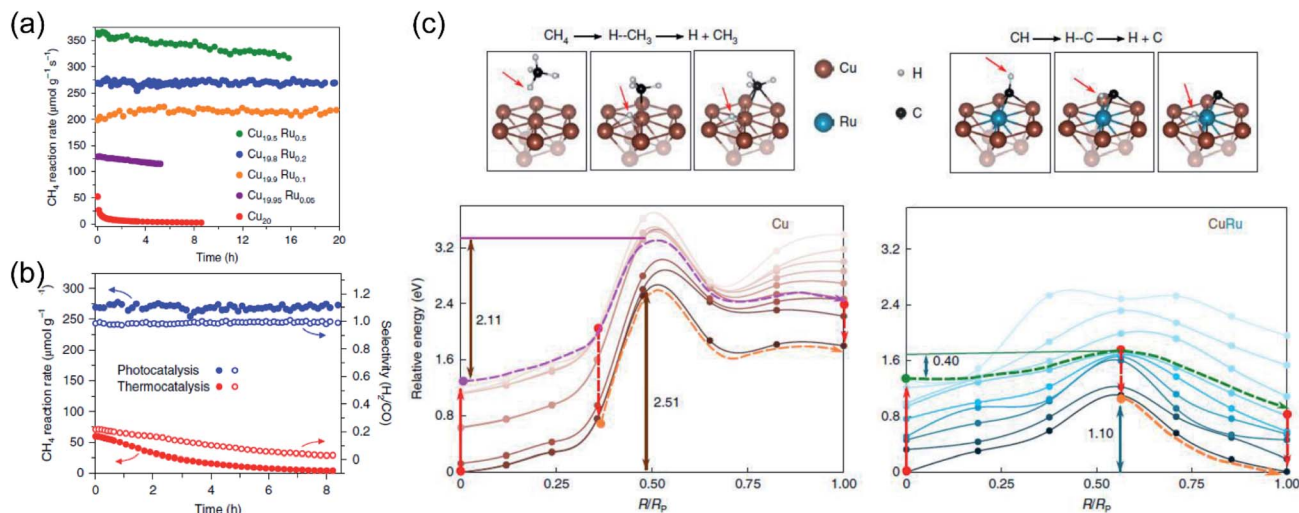 (a)
CH₄ reaction rate (µmol g⁻¹ s⁻¹)
400
350
300
250
200
150
100
50
0
Cu₁₉.₅ Ru₀.₅
Cu₁₉.₈ Ru₀.₂
Cu₁₉.₉ Ru₀.₁
Cu₁₉.₉₅ Ru₀.₀₅
Cu₂₀
0 4 8 12 16 20
Time (h)
(b)
CH₄ reaction rate (µmol g⁻¹
⁻¹)
300
250
200
150
100
50
0
Photocatalysis
Thermocatalysis
1.2
1.0
0.8
0.2
0
Selectivity (H₂/CO)
0 2 4 6 8
Time (h)
(c)
CH₄ H--CH₃ H + CH₃
Cu
Ru
CH H--C H + C
H
C
Relative energy (eV)
3.2
2.4
1.6
0.8
0
Cu
2.11
2.51
0 0.25 0.50 0.75 1.00
R/Rₚ
3.2
2.4
1.6
0.8
0
CuRu
0.40
1.10
0 0.25 0.50 0.75 1.00
R/Rₚ